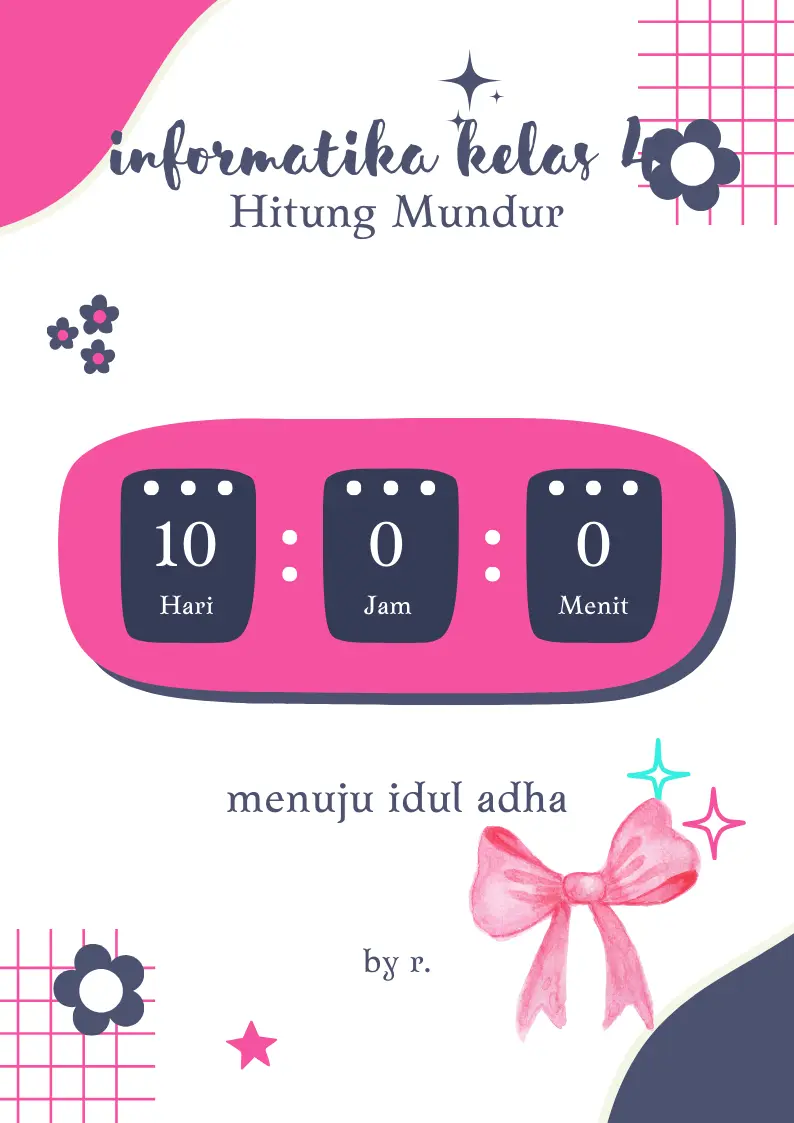 informatika kelas 4
Hitung Mundur
10 : 0 : 0
Hari Jam Menit
menuju idul adha
by r.